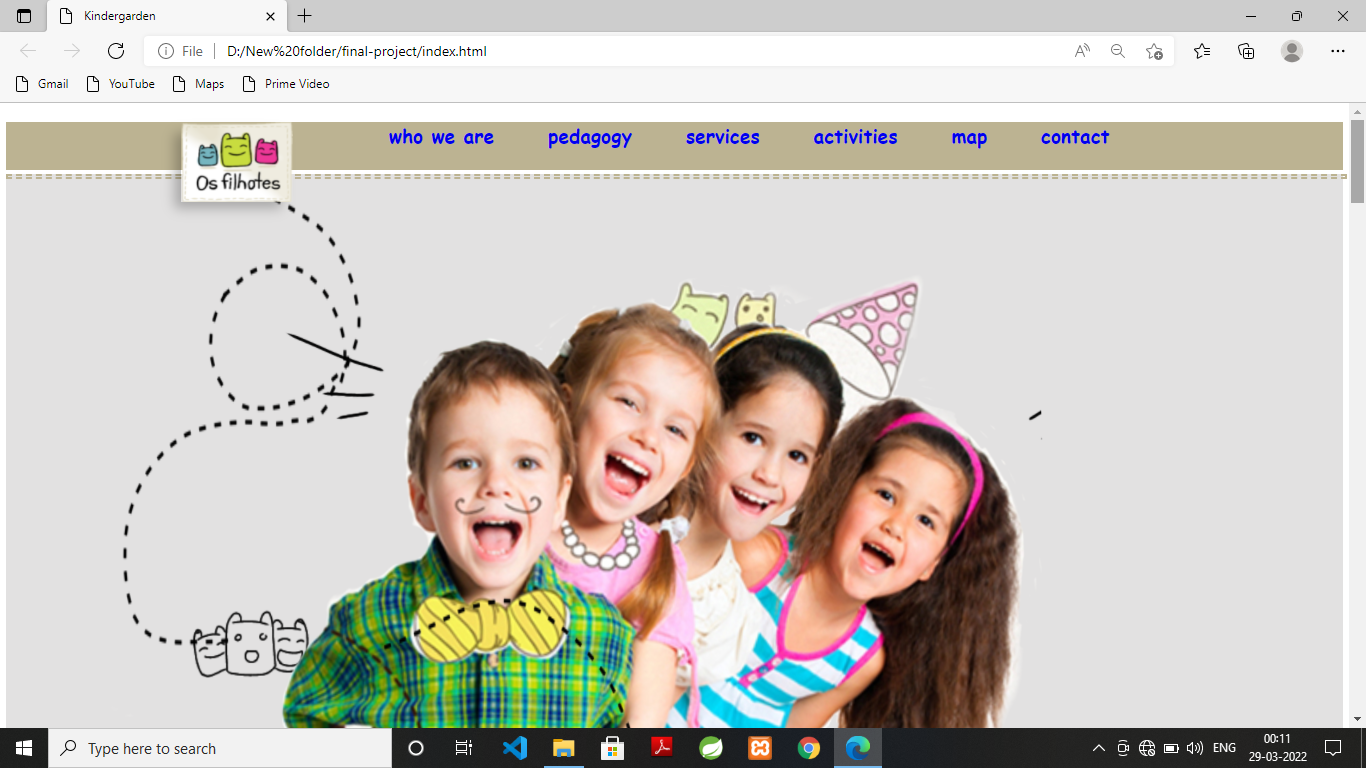 Kindergarden
File
D:/New%20folder/final-project/index.html
Gmail
YouTube
Maps
Prime Video
who we are
pedagogy
services
activities
map
contact
Os filhotes
Type here to search
ENG
00:11
29-03-2022